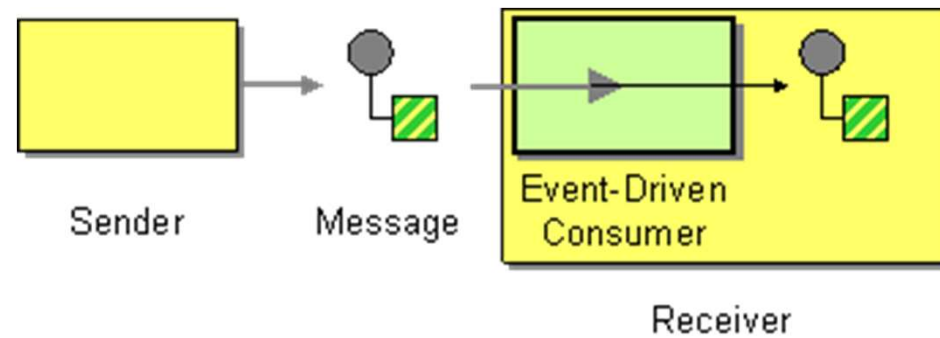 Sender
Message
Event-Driven
Consumer
Receiver